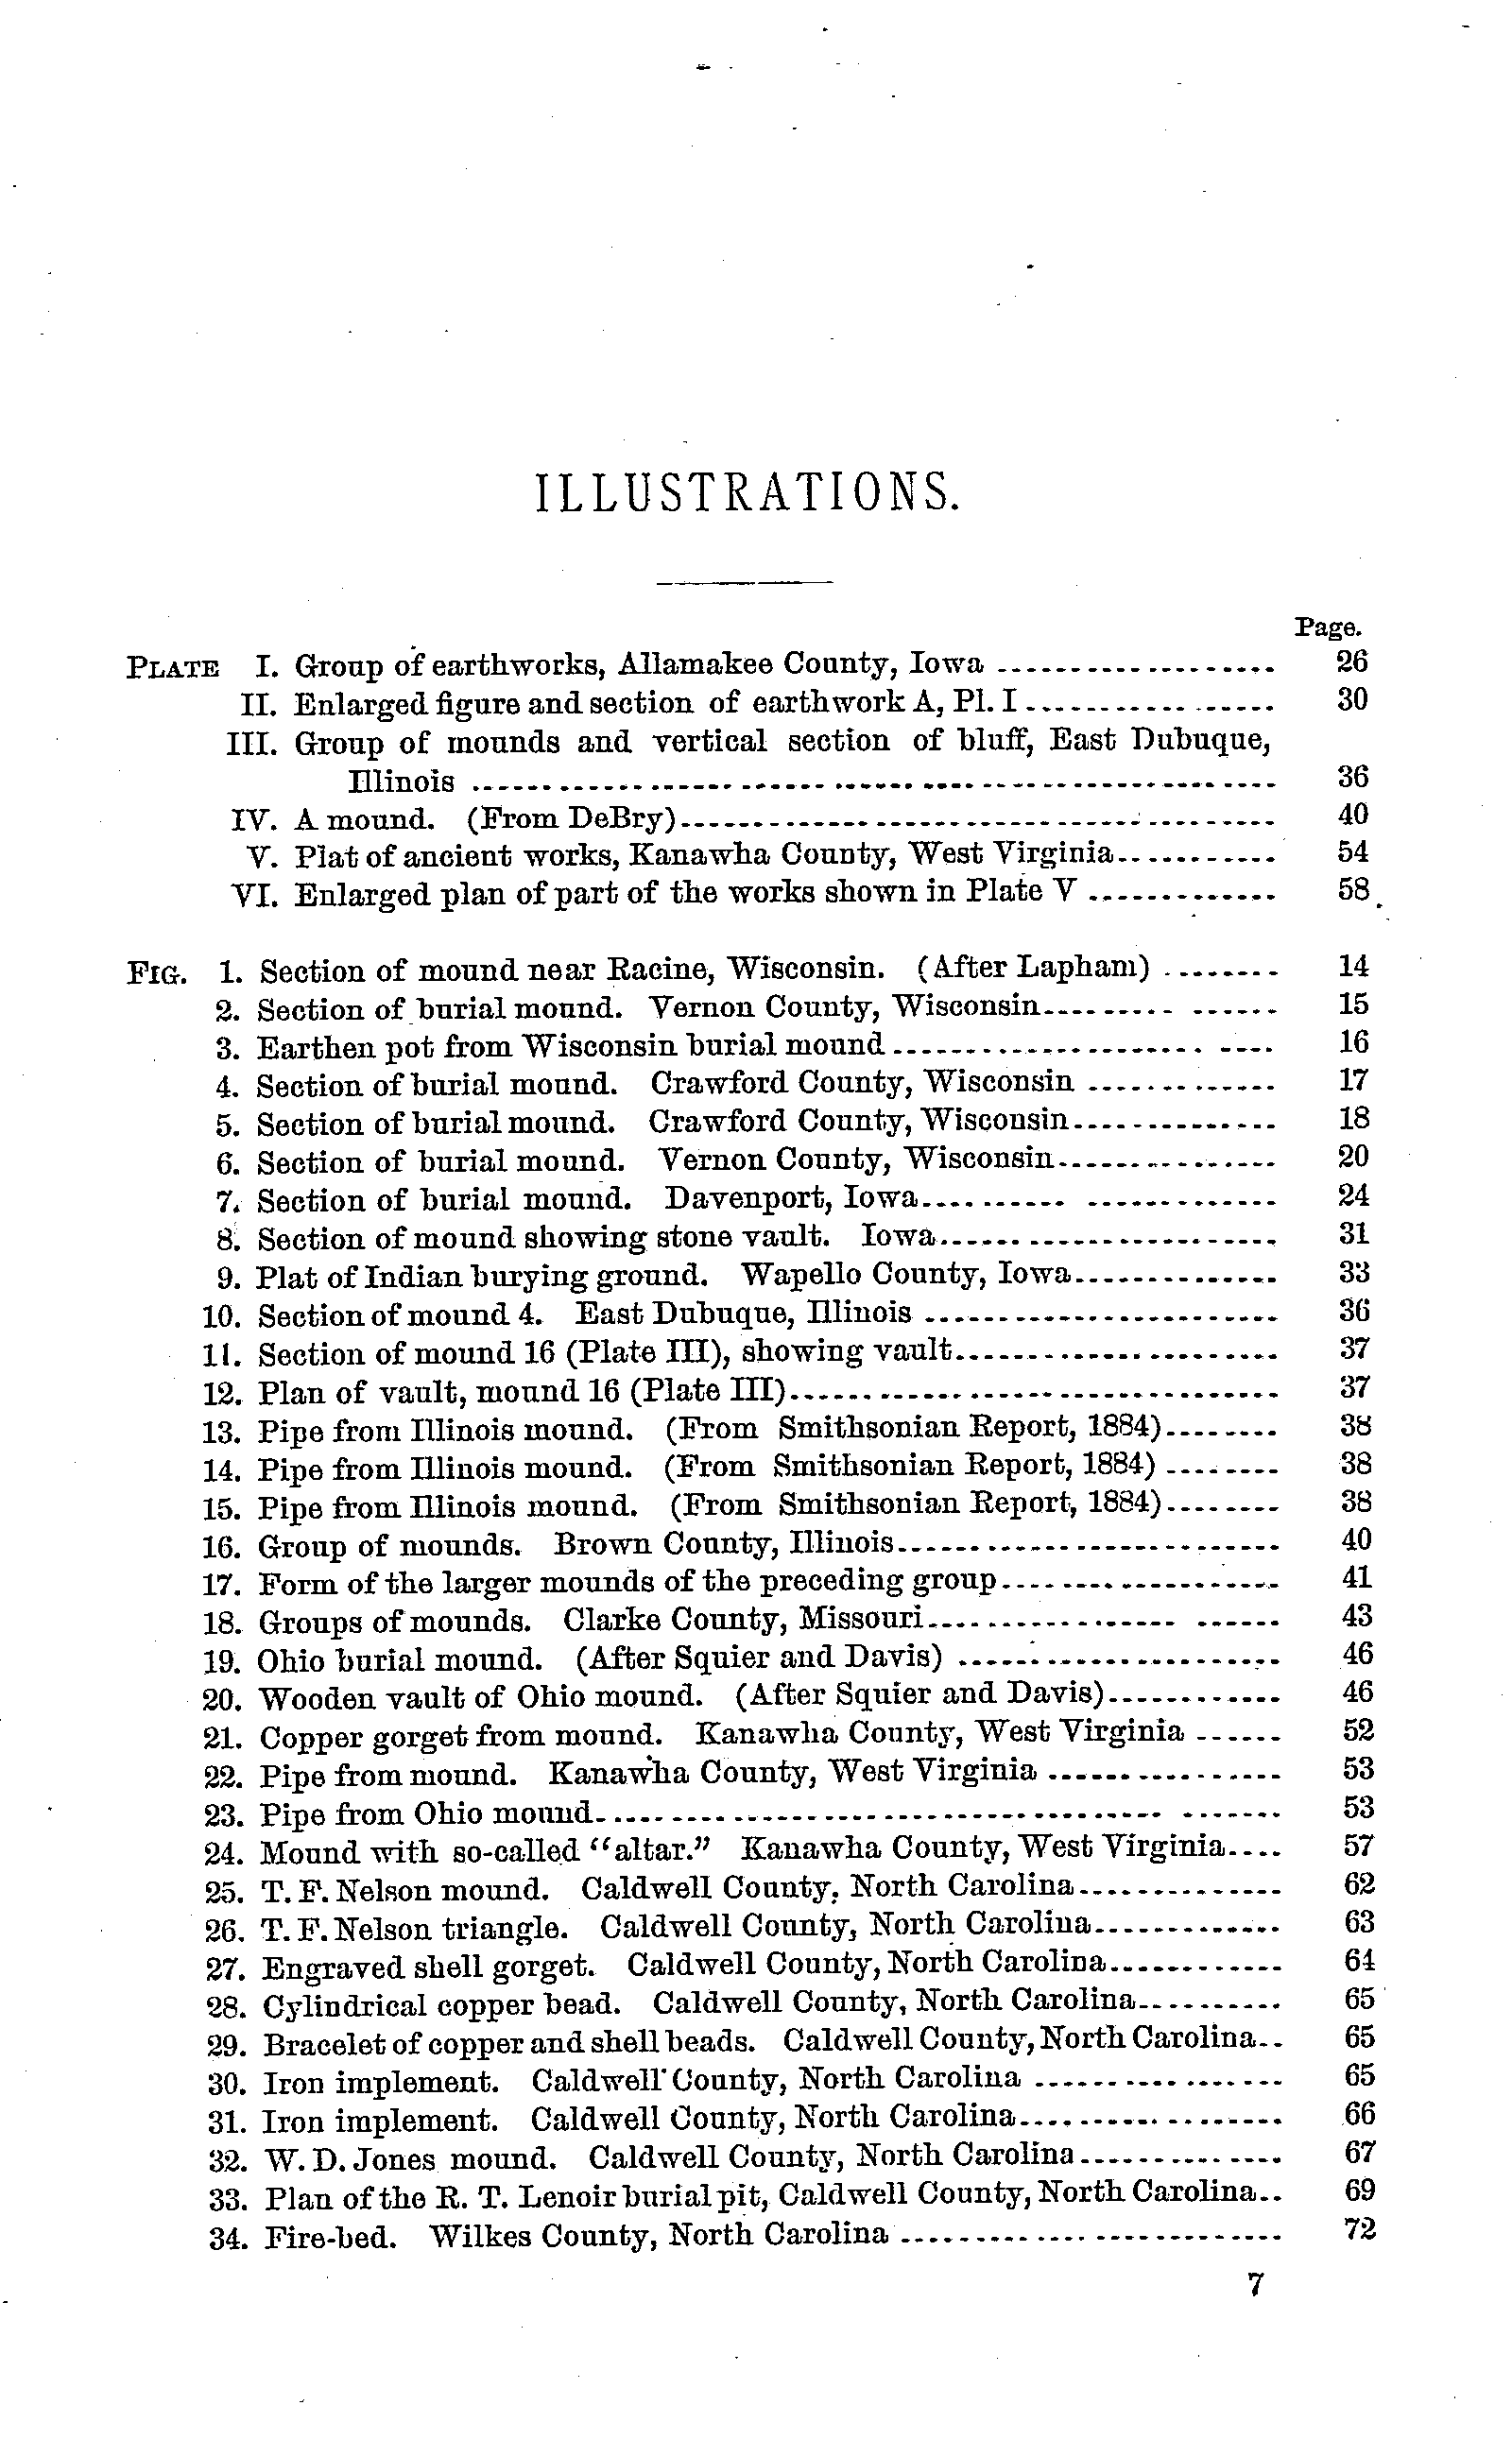 ILLUSTRATIONS.
Page.
PLATE I. Group of earthworks, Allamakee County, Iowa 26
II. Enlarged figure and section of earthwork A, Pl. I 30
III. Group of mounds and vertical section of bluff, East Dubuque,
Illinois 36
IV. A mound. (From DeBry) 40
V. Plat of ancient works, Kanawha County, West Virginia 54
VI. Enlarged plan of part of the works shown in Plate V 58
FIG. 1. Section of mound near Racine, Wisconsin. (After Lapham) 14
2. Section of burial mound. Vernon County, Wisconsin 15
3. Earthen pot from Wisconsin burial mound 16
4. Section of burial mound. Crawford County, Wisconsin 17
5. Section of burial mound. Crawford County, Wisconsin 18
6. Section of burial mound. Vernon County, Wisconsin 20
7. Section of burial mound. Davenport, Iowa 24
8. Section of mound showing stone vault. Iowa 31
9. Plat of Indian burying ground. Wapello County, Iowa 33
10. Section of mound 4. East Dubuque, Illinois 36
11. Section of mound 16 (Plate III), showing vault 37
12. Plan of vault, mound 16 (Plate III) 37
13. Pipe from Illinois mound. (From Smithsonian Report, 1884) 38
14. Pipe from Illinois mound. (From Smithsonian Report, 1884) 38
15. Pipe from Illinois mound. (From Smithsonian Report, 1884) 38
16. Group of mounds. Brown County, Illinois 40
17. Form of the larger mounds of the preceding group 41
18. Groups of mounds. Clarke County, Missouri 43
19. Ohio burial mound. (After Squier and Davis) 46
20. Wooden vault of Ohio mound. (After Squier and Davis) 46
21. Copper gorget from mound. Kanawha County, West Virginia 52
22. Pipe from mound. Kanawha County, West Virginia 53
23. Pipe from Ohio mound 53
24. Mound with so-called "altar." Kanawha County, West Virginia 57
25. T. F. Nelson mound. Caldwell County, North Carolina 62
26. T. F. Nelson triangle. Caldwell County, North Carolina 63
27. Engraved shell gorget. Caldwell County, North Carolina 64
28. Cylindrical copper bead. Caldwell County, North Carolina 65
29. Bracelet of copper and shell beads. Caldwell County, North Carolina 65
30. Iron implement. Caldwell County, North Carolina 65
31. Iron implement. Caldwell County, North Carolina 66
32. W. D. Jones mound. Caldwell County, North Carolina 67
33. Plan of the R. T. Lenoir burial pit, Caldwell County, North Carolina 69
34. Fire-bed. Wilkes County, North Carolina 72
7